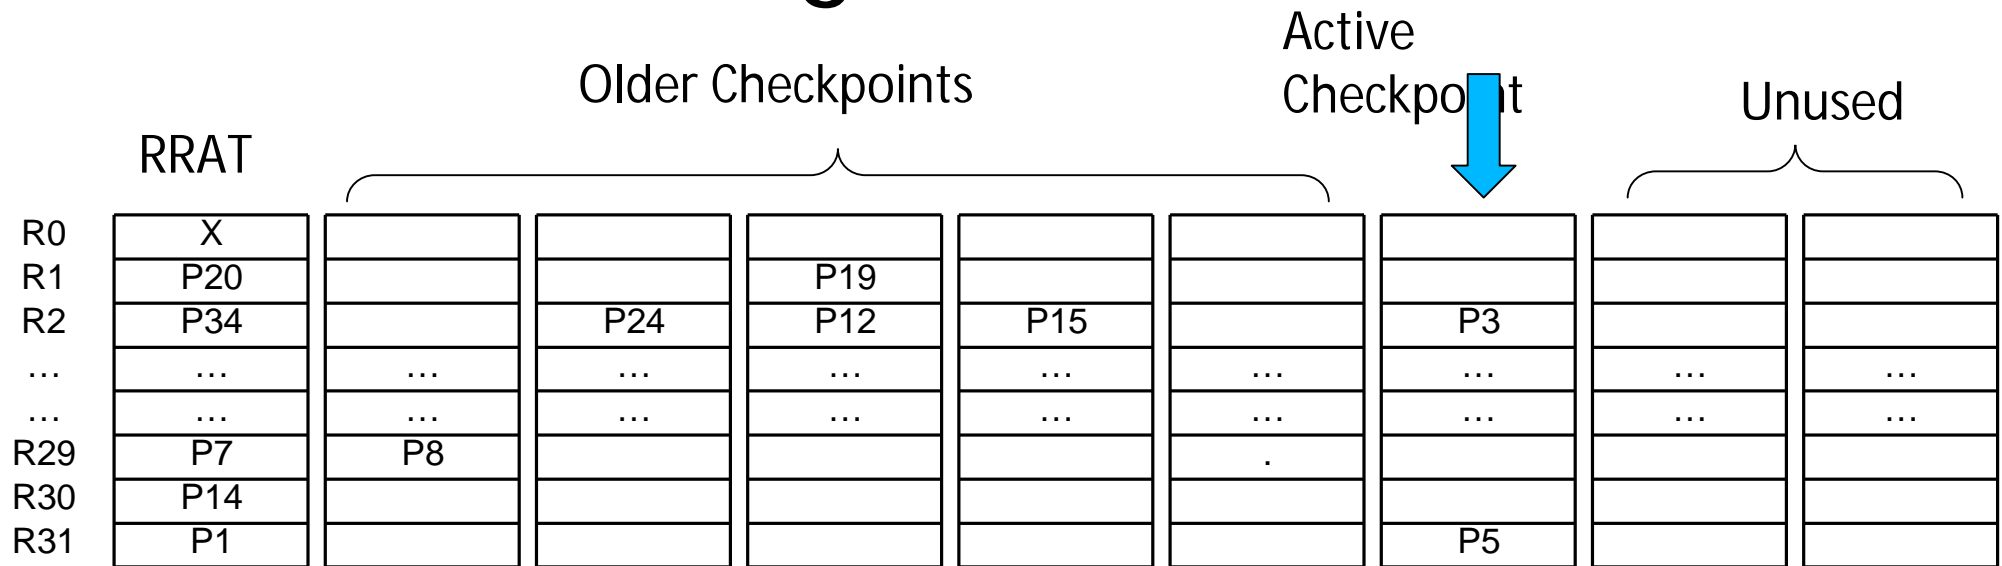 Active
Older Checkpoints Checkpo t Unused
RRAT
R0 X
R1 P20 P19
R2 P34 P24 P12 P15 P3
... ... ... ... ... ... ... ... ... ...
... ... ... ... ... ... ... ... ... ...
R29 P7 P8 .
R30 P14
R31 P1 P5